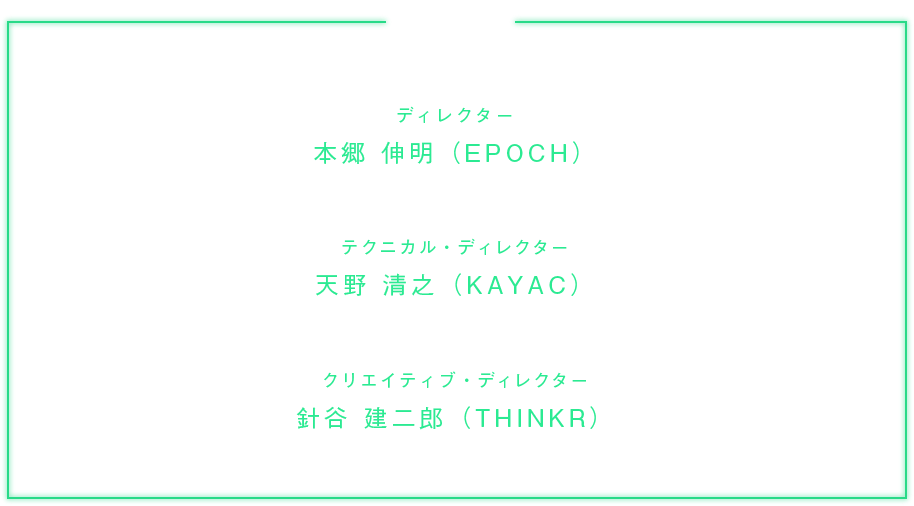 ディレクター
本郷 伸明（EPOCH）
テクニカル・ディレクター
天野 清之（KAYAC）
クリエイティブ・ディレクター
針谷 建二郎（THINKR）